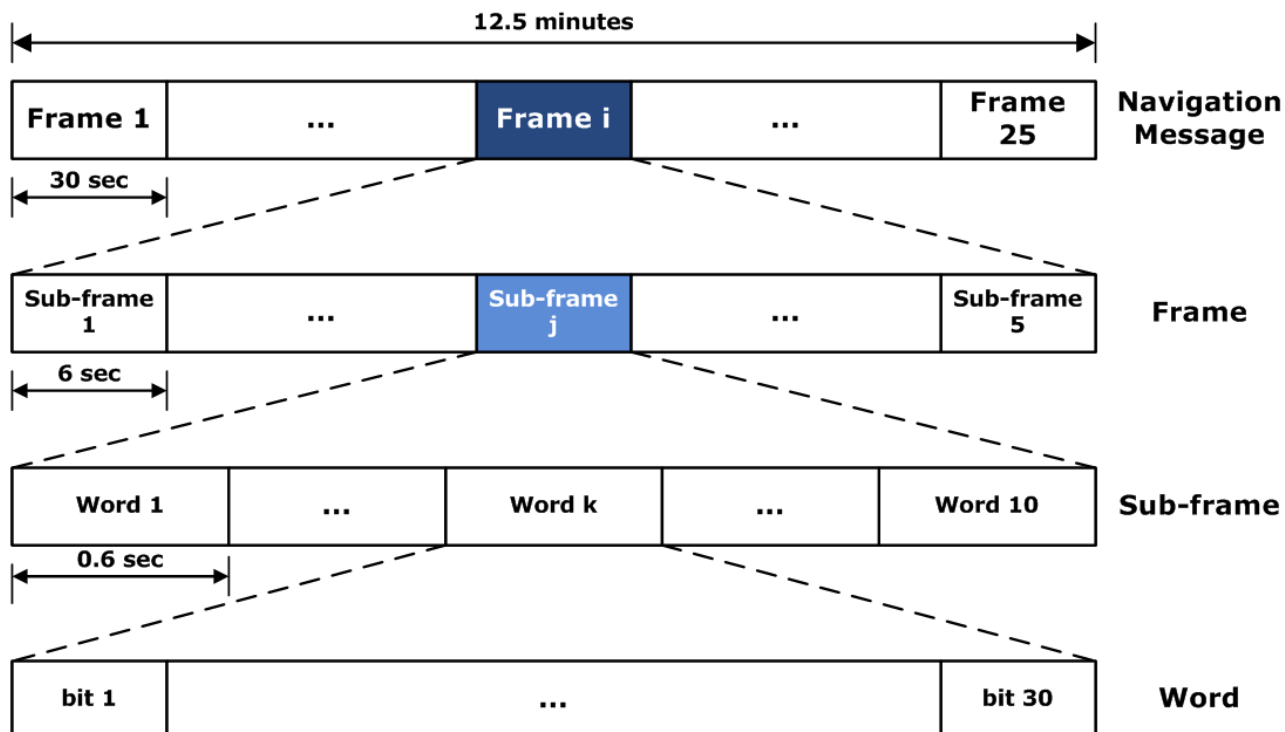 12.5 minutes
Frame 1
...
Frame i
...
Frame
25
Navigation
Message
30 sec
Sub-frame
1
...
Sub-frame
j
...
Sub-frame
5
Frame
6 sec
Word 1
...
Word k
...
Word 10
Sub-frame
0.6 sec
bit 1
...
bit 30
Word